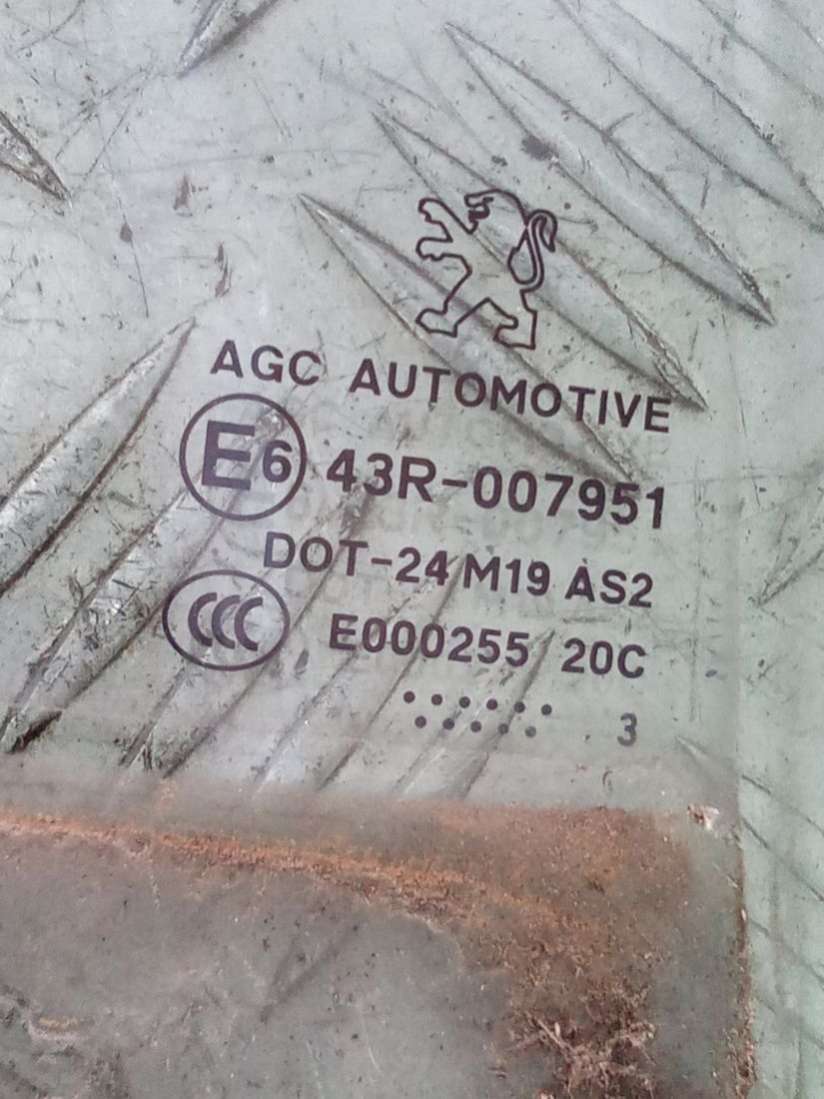 AGC AUTOMOTIVE
E6 43R-007951
DOT-24 M19 AS2
CCC E000255 20C
3